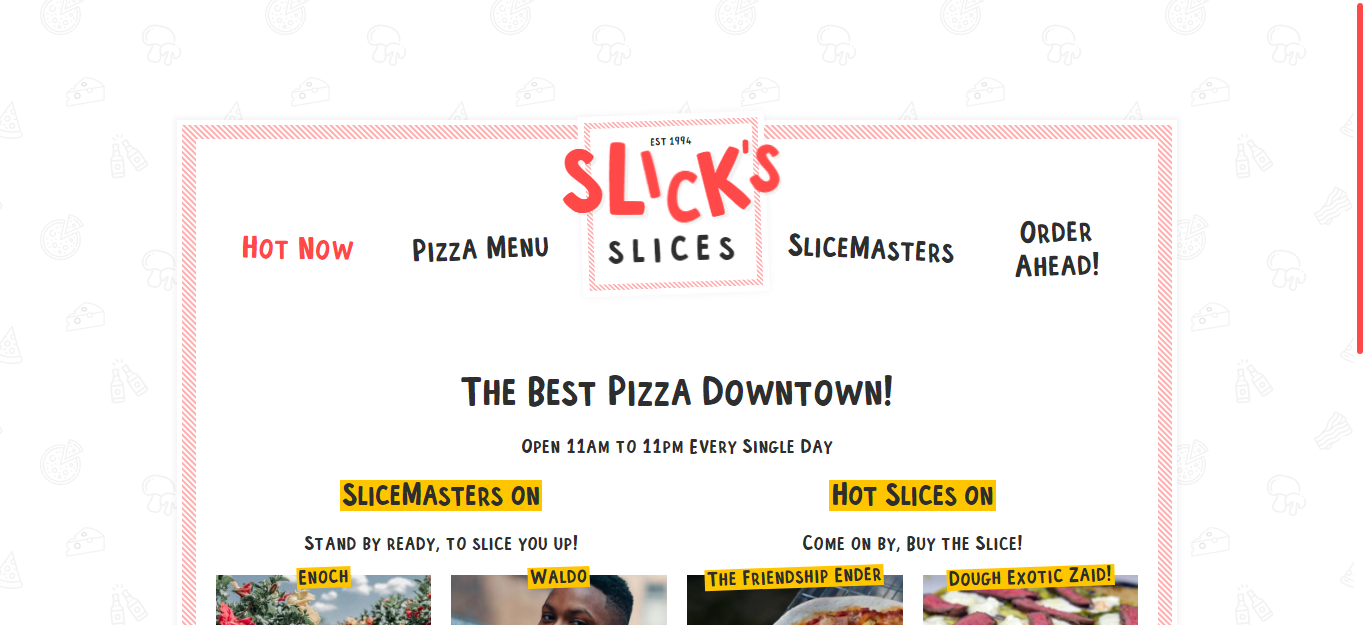 EST 1994
SLICK'S
SLICES
Hot Now
Pizza Menu
SliceMasters
Order
Ahead!
The Best Pizza Downtown!
Open 11am to 11pm Every Single Day
SliceMasters on
Stand by ready, to slice you up!
Enoch
Waldo
Hot Slices on
Come on by, Buy the Slice!
The Friendship Ender
Dough Exotic Zaid!